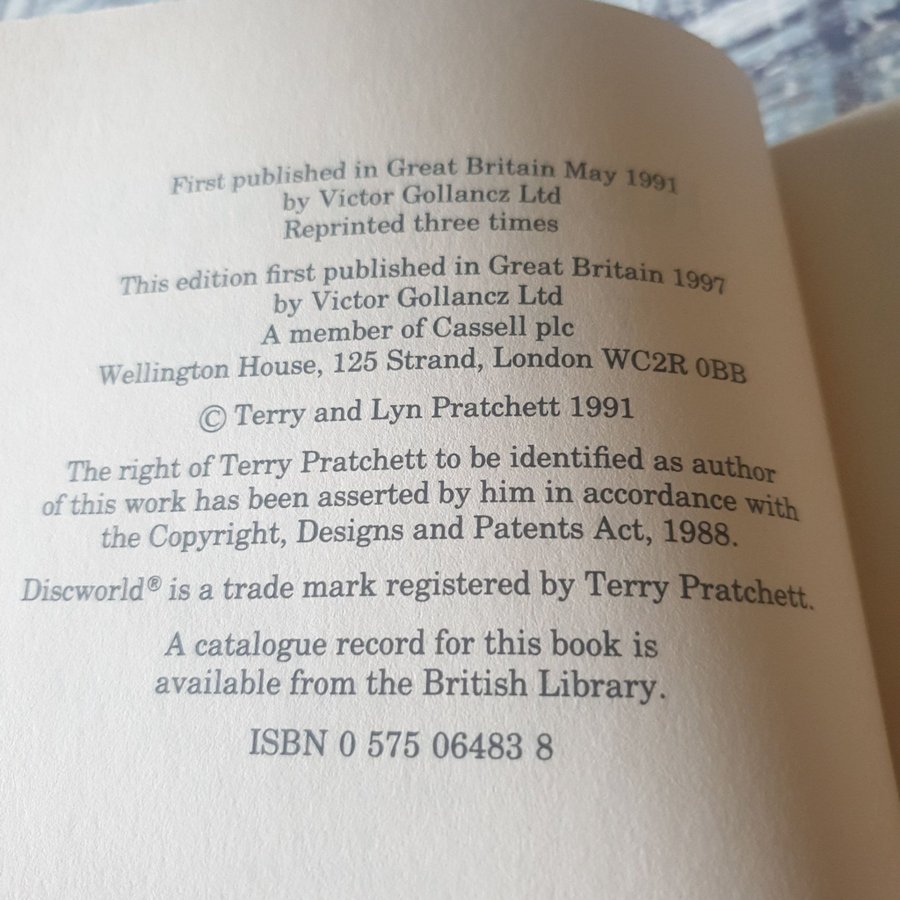 First published in Great Britain May 1991
by Victor Gollancz Ltd
Reprinted three times
This edition first published in Great Britain 1997
by Victor Gollancz Ltd
A member of Cassell plc
Wellington House, 125 Strand, London WC2R 0BB
© Terry and Lyn Pratchett 1991
The right of Terry Pratchett to be identified as author
of this work has been asserted by him in accordance with
the Copyright, Designs and Patents Act, 1988.
Discworld® is a trade mark registered by Terry Pratchett.
A catalogue record for this book is
available from the British Library.
ISBN 0 575 06483 8